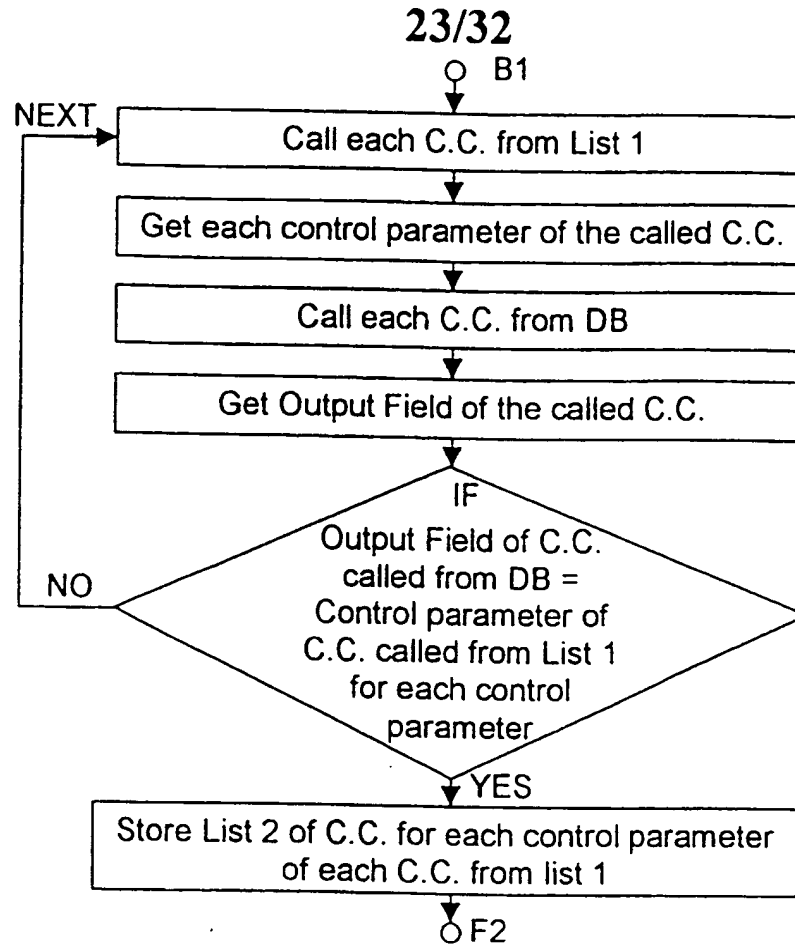 23/32
B1
NEXT
Call each C.C. from List 1
Get each control parameter of the called C.C.
Call each C.C. from DB
Get Output Field of the called C.C.
IF
Output Field of C.C.
called from DB =
Control parameter of
C.C. called from List 1
for each control
parameter
NO
YES
Store List 2 of C.C. for each control parameter
of each C.C. from list 1
F2